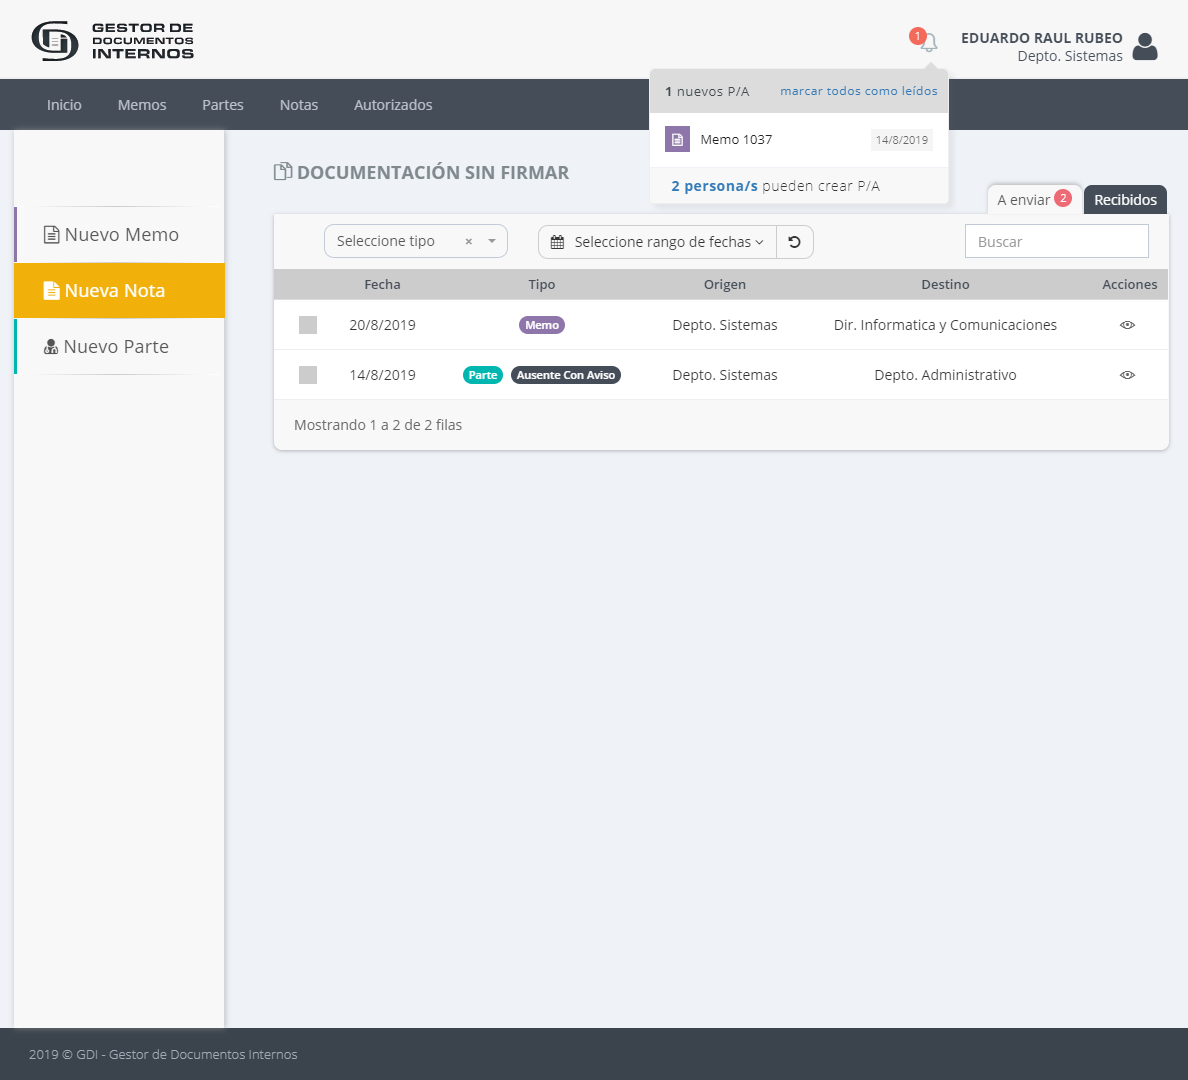 GESTOR DE
DOCUMENTOS
INTERNOS
1
EDUARDO RAUL RUBEO
Depto. Sistemas
Inicio Memos Partes Notas Autorizados
1 nuevos P/A marcar todos como leídos
Memo 1037 14/8/2019
2 persona/s pueden crear P/A
Nuevo Memo
Nueva Nota
Nuevo Parte
DOCUMENTACIÓN SIN FIRMAR
A enviar 2 Recibidos
Seleccione tipo × Seleccione rango de fechas Buscar
Fecha Tipo Origen Destino Acciones
20/8/2019 Memo Depto. Sistemas Dir. Informatica y Comunicaciones
14/8/2019 Parte Ausente Con Aviso Depto. Sistemas Depto. Administrativo
Mostrando 1 a 2 de 2 filas
2019 © GDI - Gestor de Documentos Internos